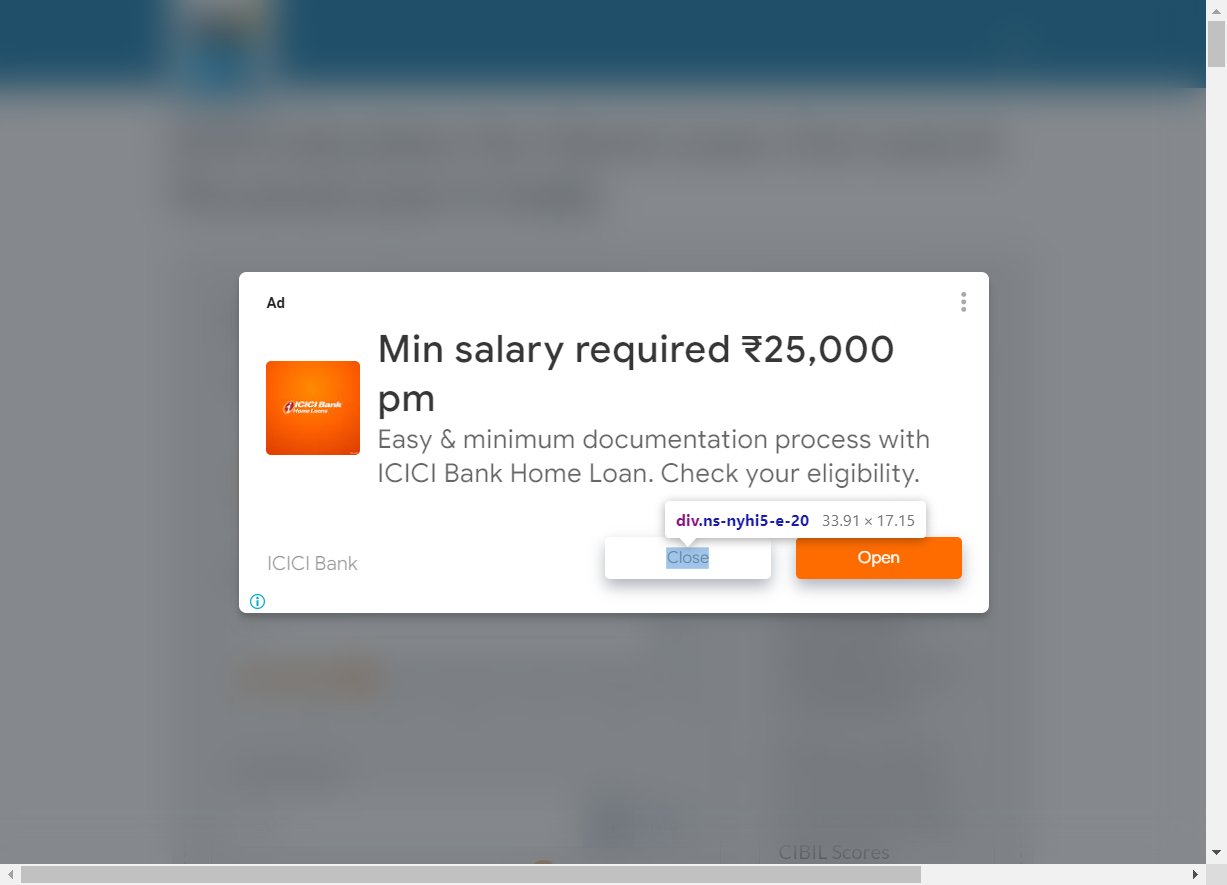 Ad
Min salary required ₹25,000
pm
ICICI Bank
Home Loans
Easy & minimum documentation process with
ICICI Bank Home Loan. Check your eligibility.
div.ns-nyhi5-e-20 33.91 × 17.15
ICICI Bank
Close
Open
CIBIL Scores